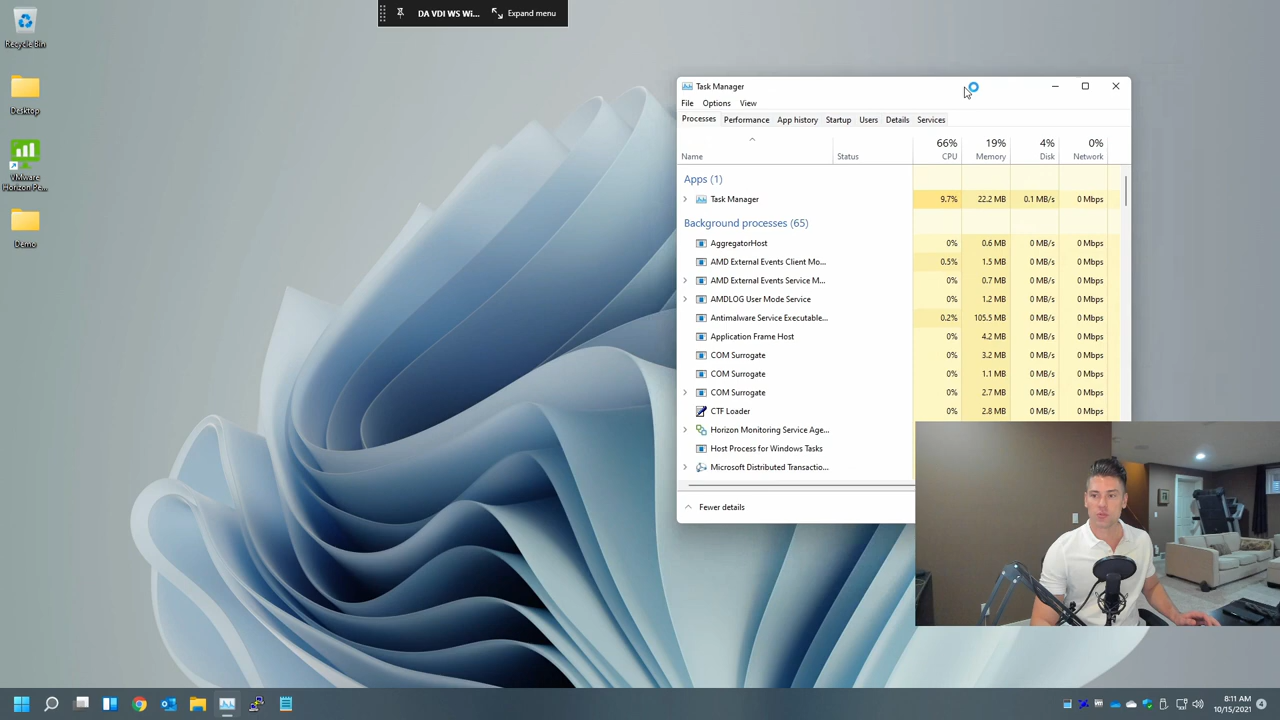 DA VDI WS Wi...
Expand menu
Recycle Bin
Desktop
VMware
Horizon Pe...
Demo
Task Manager
File Options View
Processes Performance App history Startup Users Details Services
66% 19% 4% 0%
Name Status CPU Memory Disk Network
Apps (1)
Task Manager 9.7% 22.2 MB 0.1 MB/s 0 Mbps
Background processes (65)
AggregatorHost 0% 0.6 MB 0 MB/s 0 Mbps
AMD External Events Client Mo... 0.5% 1.5 MB 0 MB/s 0 Mbps
AMD External Events Service M... 0% 0.7 MB 0 MB/s 0 Mbps
AMDLOG User Mode Service 0% 1.2 MB 0 MB/s 0 Mbps
Antimalware Service Executable... 0.2% 105.5 MB 0 MB/s 0 Mbps
Application Frame Host 0% 4.2 MB 0 MB/s 0 Mbps
COM Surrogate 0% 3.2 MB 0 MB/s 0 Mbps
COM Surrogate 0% 1.1 MB 0 MB/s 0 Mbps
COM Surrogate 0% 2.7 MB 0 MB/s 0 Mbps
CTF Loader 0% 2.8 MB 0 MB/s 0 Mbps
Horizon Monitoring Service Age...
Host Process for Windows Tasks
Microsoft Distributed Transactio...
Fewer details
8:11 AM
10/15/2021
4